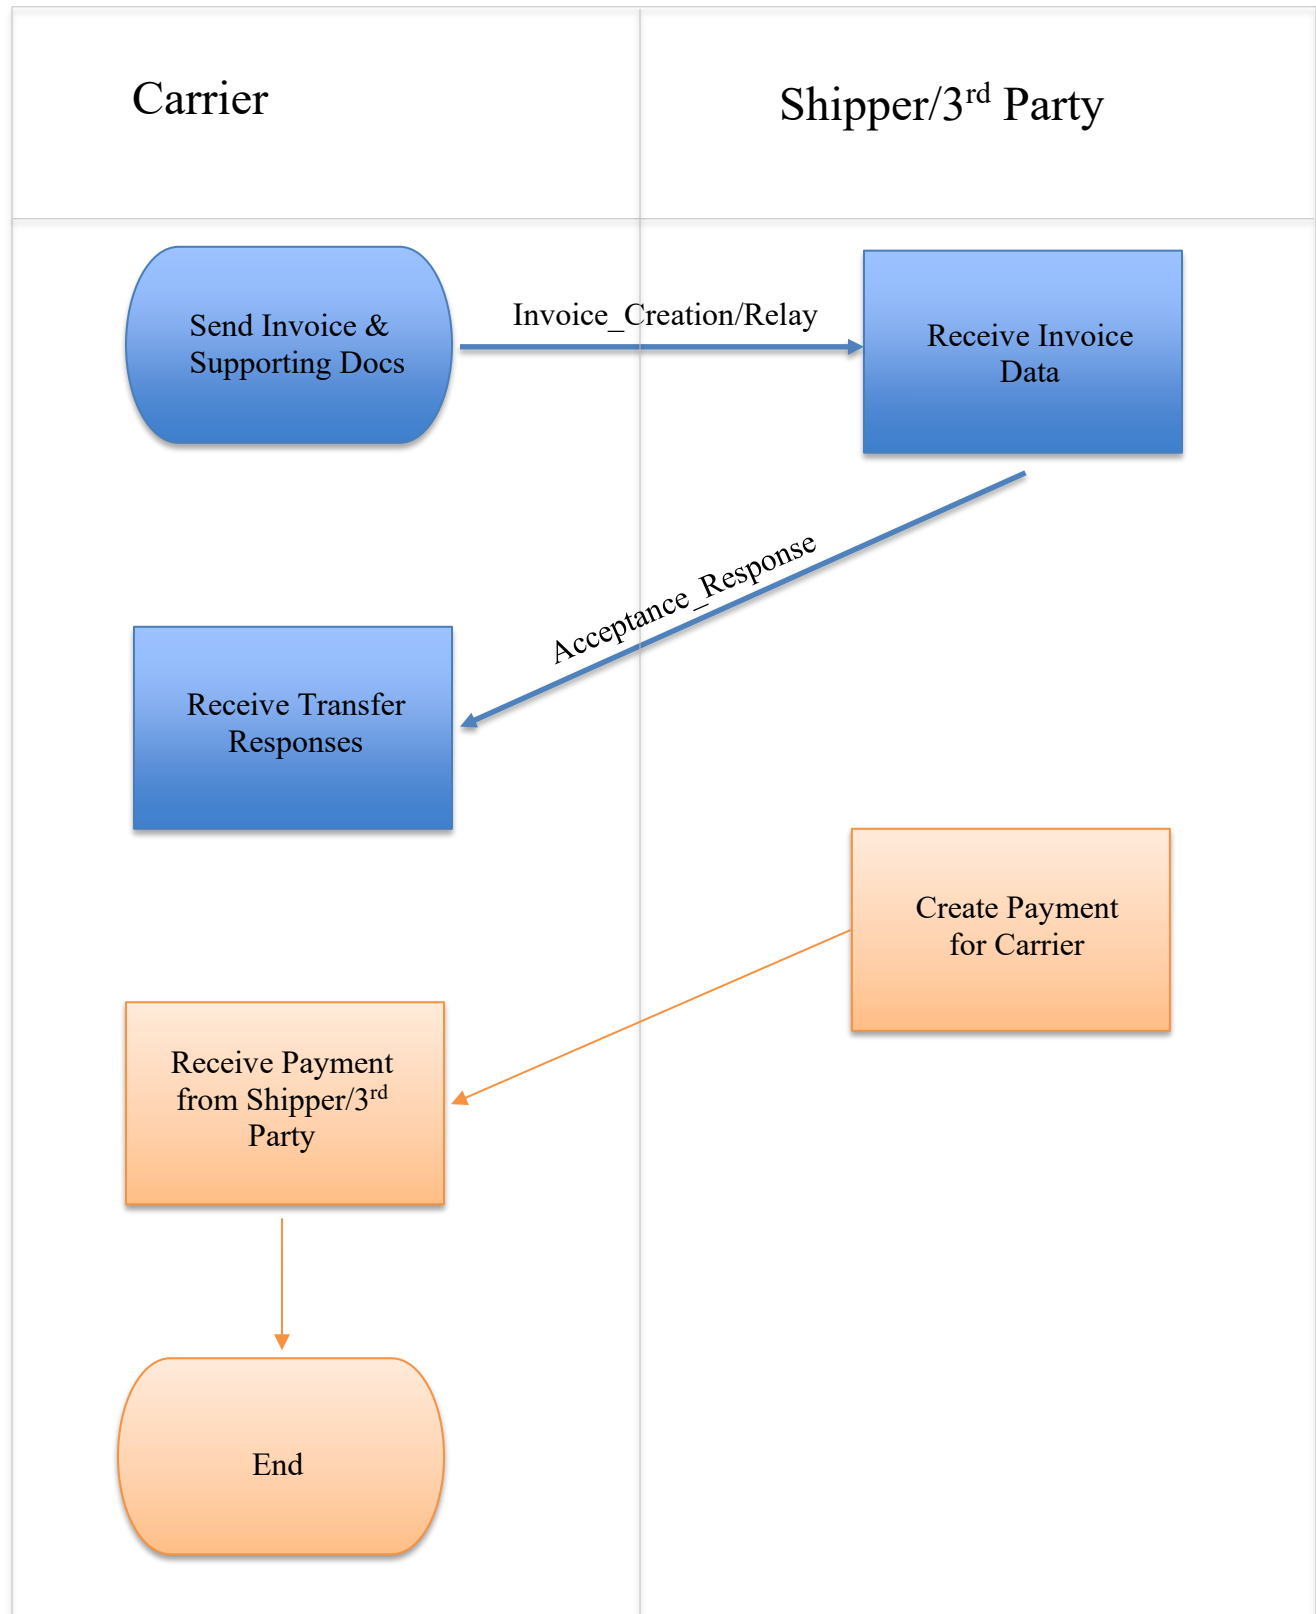 Carrier
Shipper/3rd Party
Send Invoice &
Supporting Docs
Invoice_Creation/Relay
Receive Invoice
Data
Acceptance_Response
Receive Transfer
Responses
Create Payment
for Carrier
Receive Payment
from Shipper/3rd
Party
End